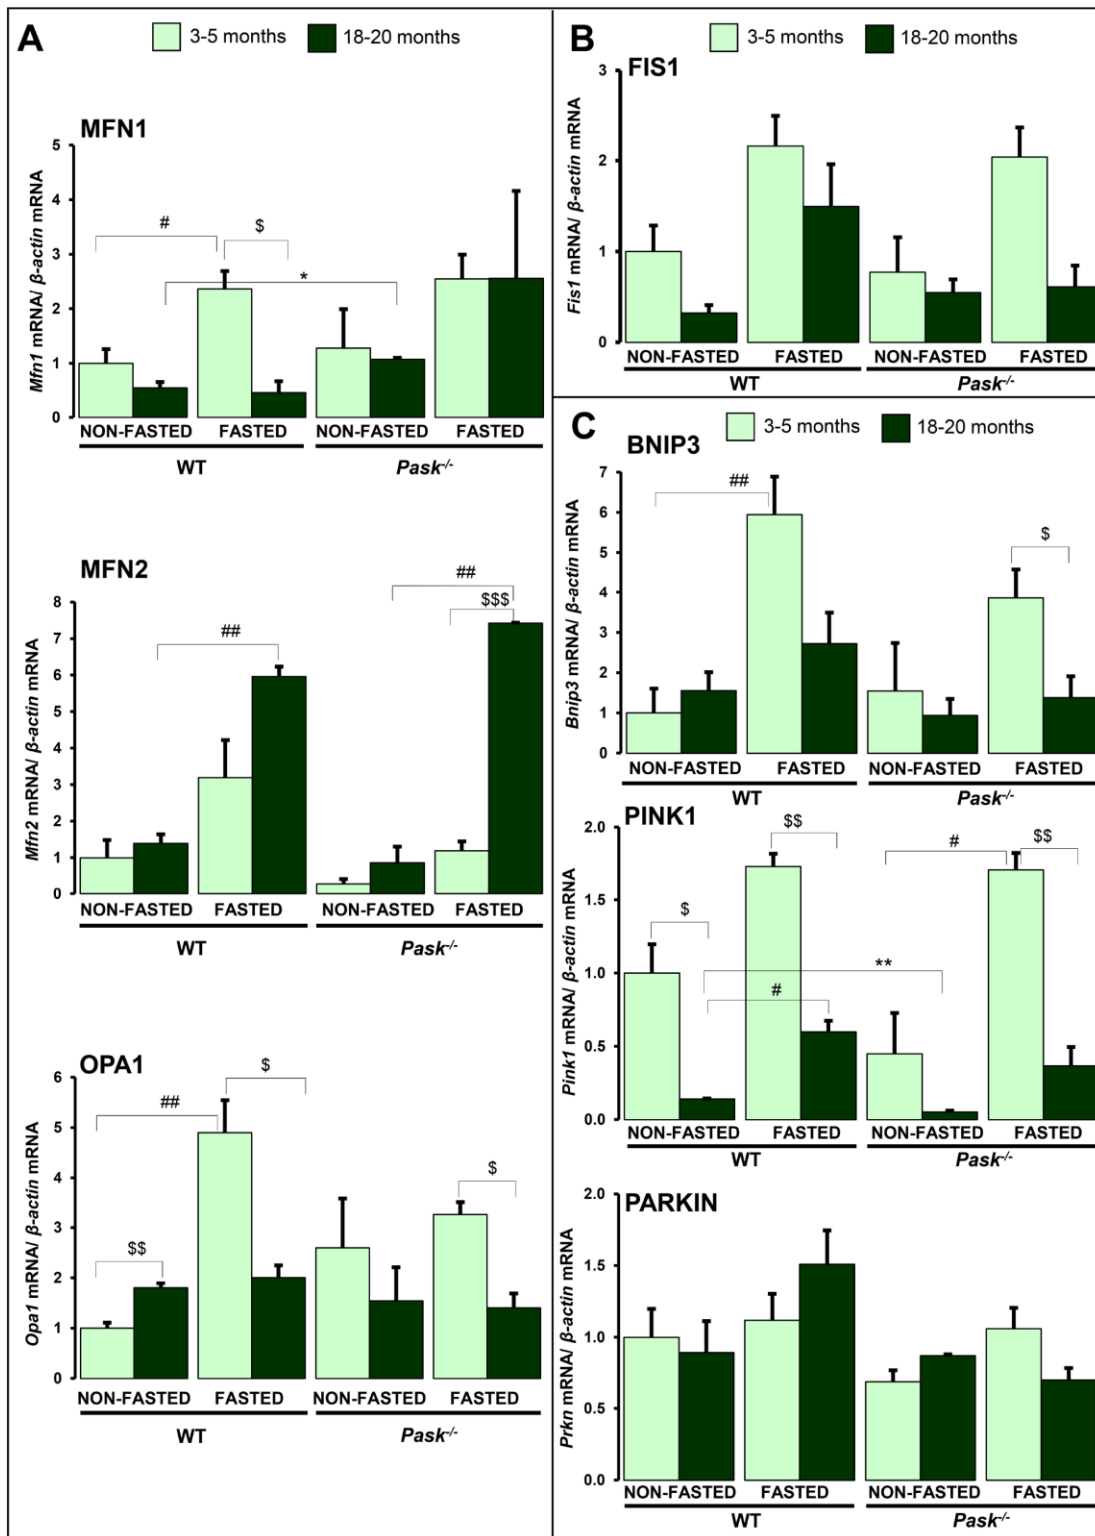 A
3-5 months 18-20 months
MFN1
Mfn1 mRNA/ β-actin mRNA
5
4
3
2
1
0
# $
*
NON-FASTED FASTED NON-FASTED FASTED
WT Pask-/-
MFN2
Mfn2 mRNA/ β-actin mRNA
8
7
6
5
4
3
2
1
0
##
##
$$$
NON-FASTED FASTED NON-FASTED FASTED
WT Pask-/-
OPA1
Opa1 mRNA/ β-actin mRNA
6
5
4
3
2
1
0
$$
##
$
$
NON-FASTED FASTED NON-FASTED FASTED
WT Pask-/-
B
3-5 months 18-20 months
FIS1
Fis1 mRNA/ β-actin mRNA
3
2
1
0
NON-FASTED FASTED NON-FASTED FASTED
WT Pask-/-
C
3-5 months 18-20 months
BNIP3
Bnip3 mRNA/ β-actin mRNA
7
6
5
4
3
2
1
0
##
$
NON-FASTED FASTED NON-FASTED FASTED
WT Pask-/-
PINK1
Pink1 mRNA/ β-actin mRNA
2.0
1.5
1.0
0.5
0.0
$
$$
#
**
#
$$
NON-FASTED FASTED NON-FASTED FASTED
WT Pask-/-
PARKIN
Prkn mRNA/ β-actin mRNA
2.0
1.5
1.0
0.5
0.0
NON-FASTED FASTED NON-FASTED FASTED
WT Pask-/-